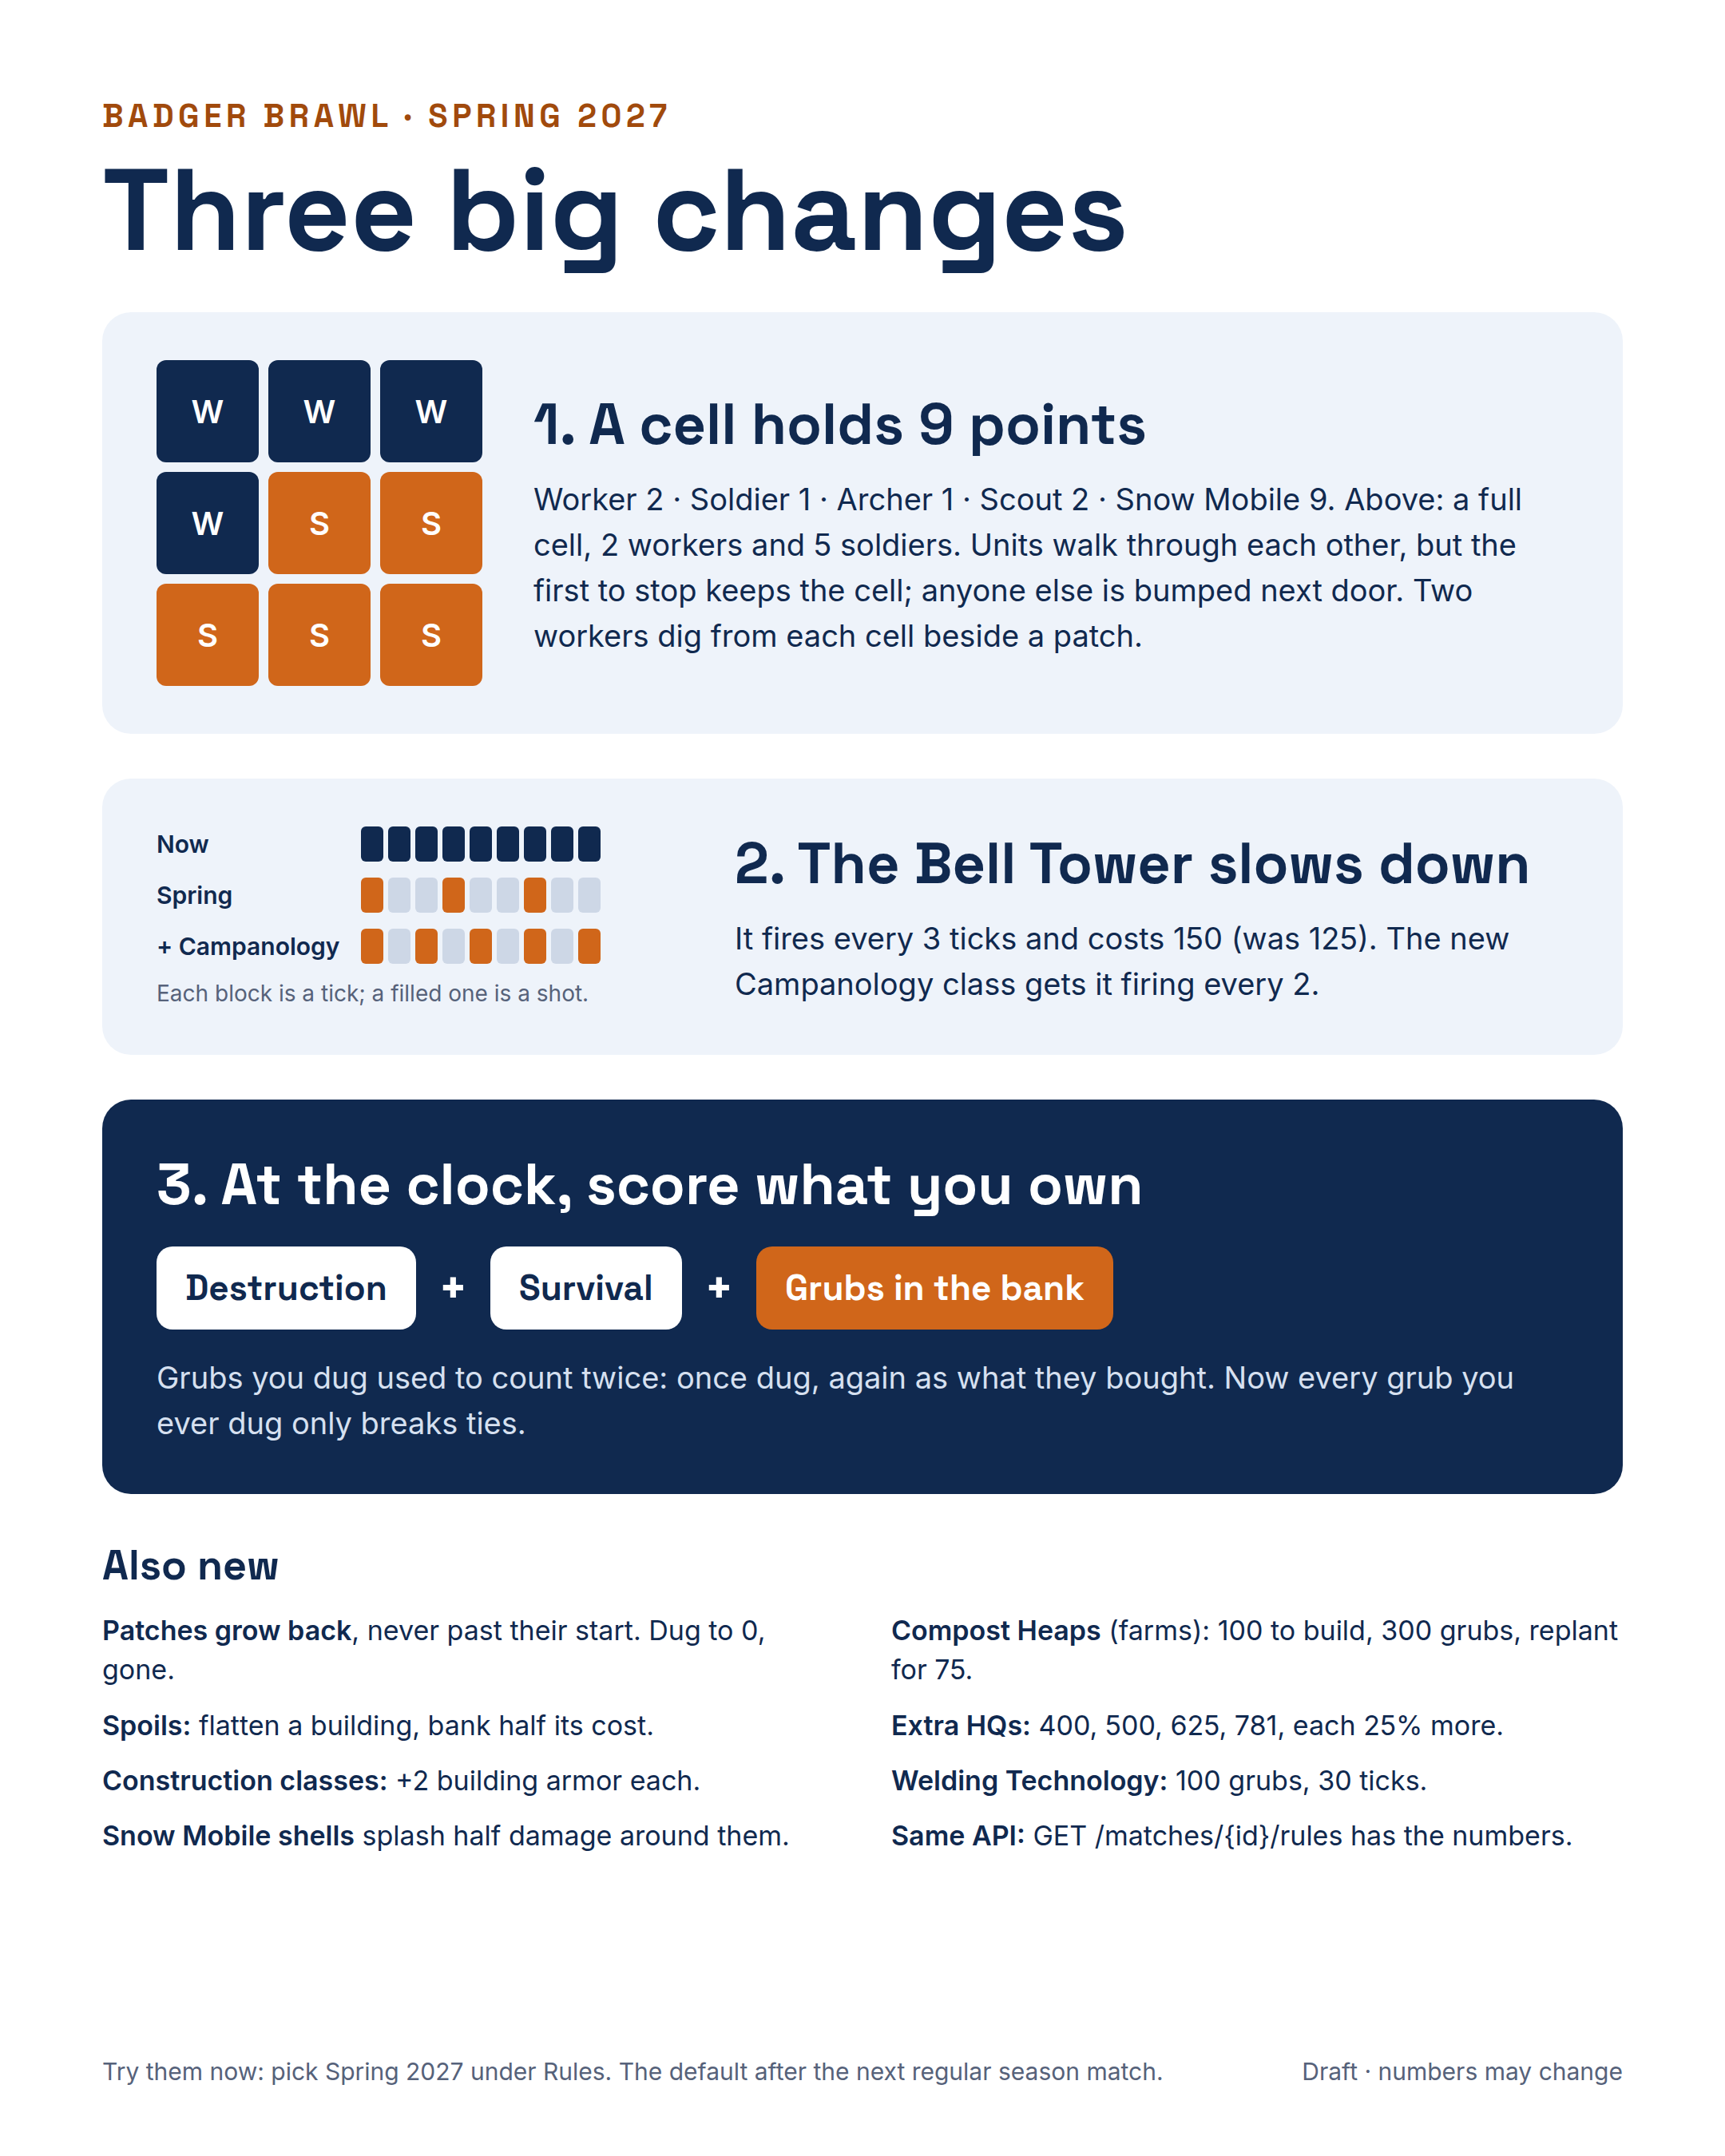 BADGER BRAWL · SPRING 2027
Three big changes
W W W
W S S
S S S
1. A cell holds 9 points
Worker 2 · Soldier 1 · Archer 1 · Scout 2 · Snow Mobile 9. Above: a full
cell, 2 workers and 5 soldiers. Units walk through each other, but the
first to stop keeps the cell; anyone else is bumped next door. Two
workers dig from each cell beside a patch.
Now
Spring
+ Campanology
Each block is a tick; a filled one is a shot.
2. The Bell Tower slows down
It fires every 3 ticks and costs 150 (was 125). The new
Campanology class gets it firing every 2.
3. At the clock, score what you own
Destruction + Survival + Grubs in the bank
Grubs you dug used to count twice: once dug, again as what they bought. Now every grub you
ever dug only breaks ties.
Also new
Patches grow back, never past their start. Dug to 0,
gone.
Spoils: flatten a building, bank half its cost.
Construction classes: +2 building armor each.
Snow Mobile shells splash half damage around them.
Compost Heaps (farms): 100 to build, 300 grubs, replant
for 75.
Extra HQs: 400, 500, 625, 781, each 25% more.
Welding Technology: 100 grubs, 30 ticks.
Same API: GET /matches/{id}/rules has the numbers.
Try them now: pick Spring 2027 under Rules. The default after the next regular season match.
Draft · numbers may change